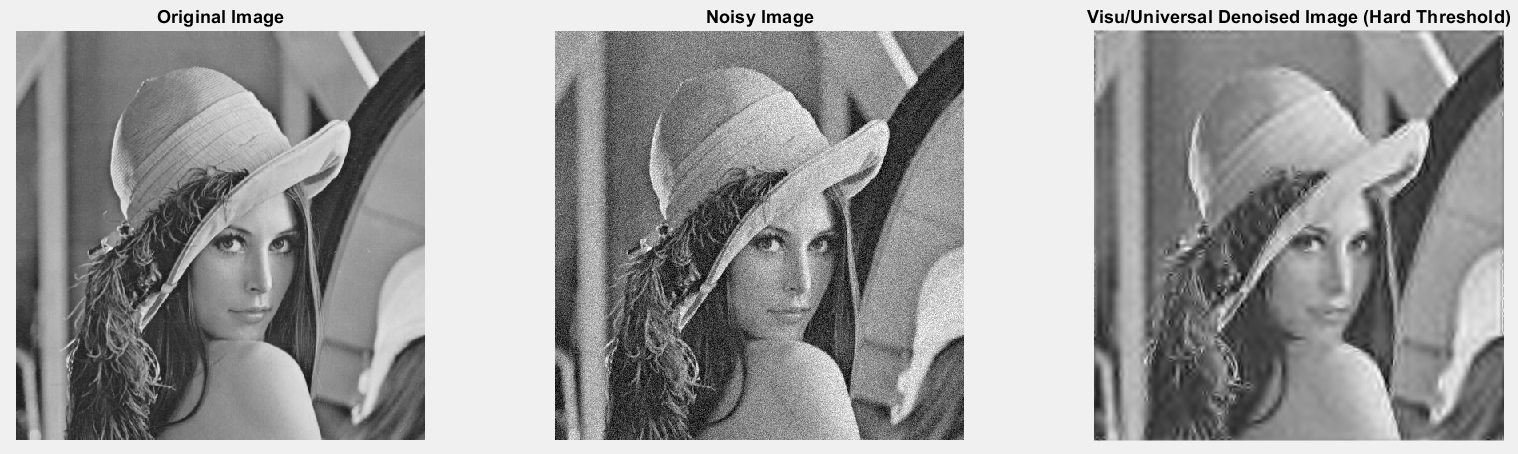 Original Image
Noisy Image
Visu/Universal Denoised Image (Hard Threshold)